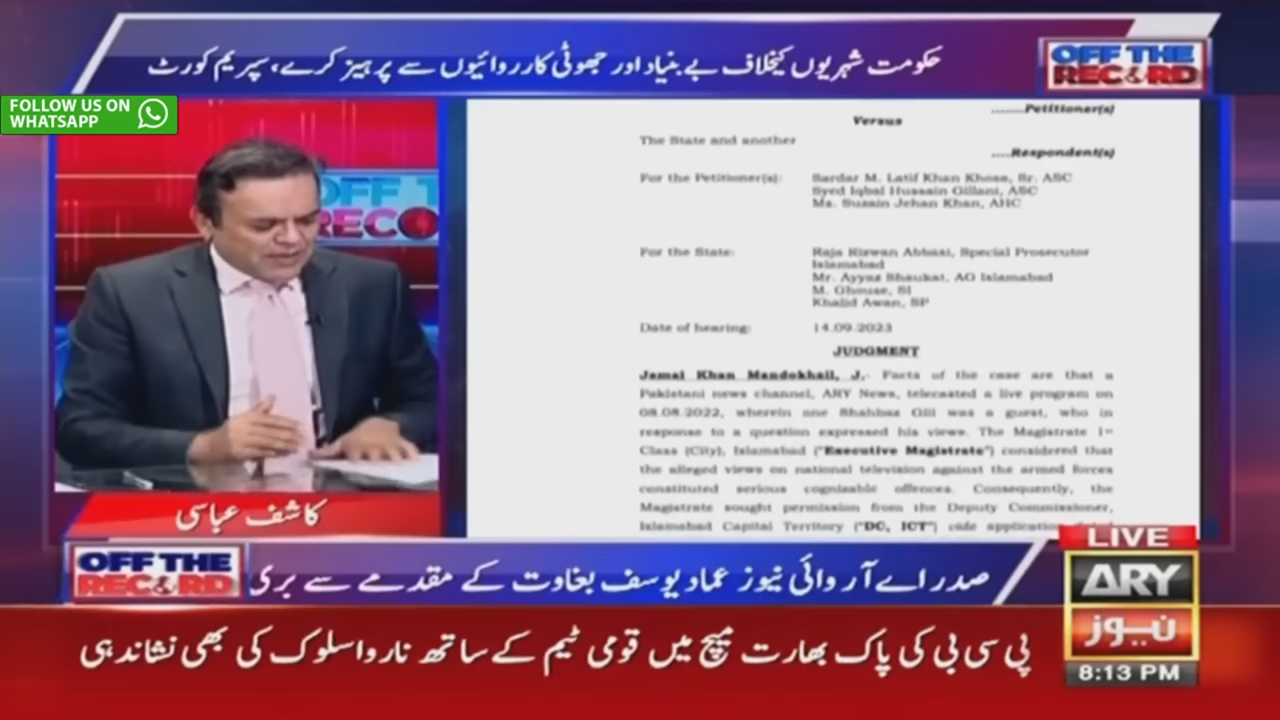 حکومت شہریوں کیخلاف بے بنیاد اور جھوٹی کارروائیوں سے پرہیز کرے، سپریم کورٹ
OFF THE
RECORD
FOLLOW US ON
WHATSAPP
OFF THE
RECO
.......Petitioner(s)
Versus
The State and another
....Respondent(s)
For the Petitioner(s): Sardar M. Latif Khan Khosa, Sr. ASC
Syed Iqbal Hussain Gillani, ASC
Ms. Suzain Jehan Khan, AHC
For the State: Raja Rizwan Abbasi, Special Prosecutor
Islamabad
Mr. Ayyaz Shaukat, AG Islamabad
M. Ghouse, SI
Khalid Awan, SP
Date of hearing: 14.09.2023
JUDGMENT
Jamal Khan Mandokhail, J.- Facts of the case are that a
Pakistani news channel, ARY News, telecasted a live program on
08.08.2022, wherein one Shahbaz Gill was a guest, who in
response to a question expressed his views. The Magistrate 1st
Class (City), Islamabad ("Executive Magistrate") considered that
the alleged views on national television against the armed forces
constituted serious cognizable offences. Consequently, the
Magistrate sought permission from the Deputy Commissioner,
Islamabad Capital Territory ("DC, ICT") vide application
کاشف عباسی
OFF THE
RECORD
صدر اے آر وائی نیوز عماد یوسف بغاوت کے مقدمے سے بری
LIVE
ARY
نیوز
8:13 PM
پی سی بی کی پاک بھارت میچ میں قومی ٹیم کے ساتھ ناروا سلوک کی بھی نشاندہی